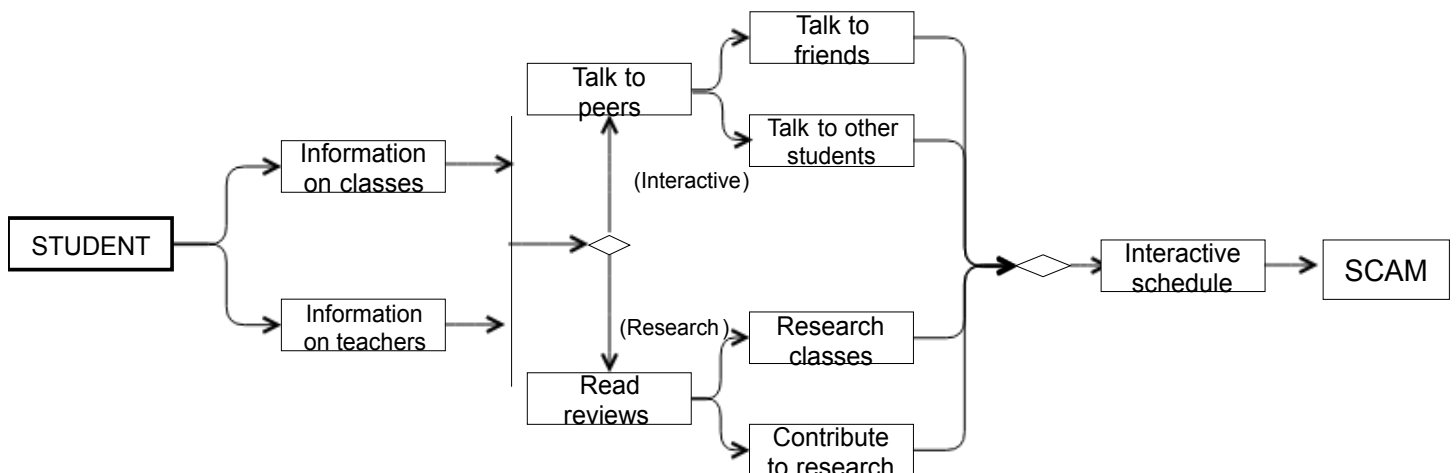 STUDENT
Information
on classes
Information
on teachers
Talk to
peers
(Interactive)
(Research)
Read
reviews
Talk to
friends
Talk to other
students
Research
classes
Contribute
to research
Interactive
schedule
SCAM